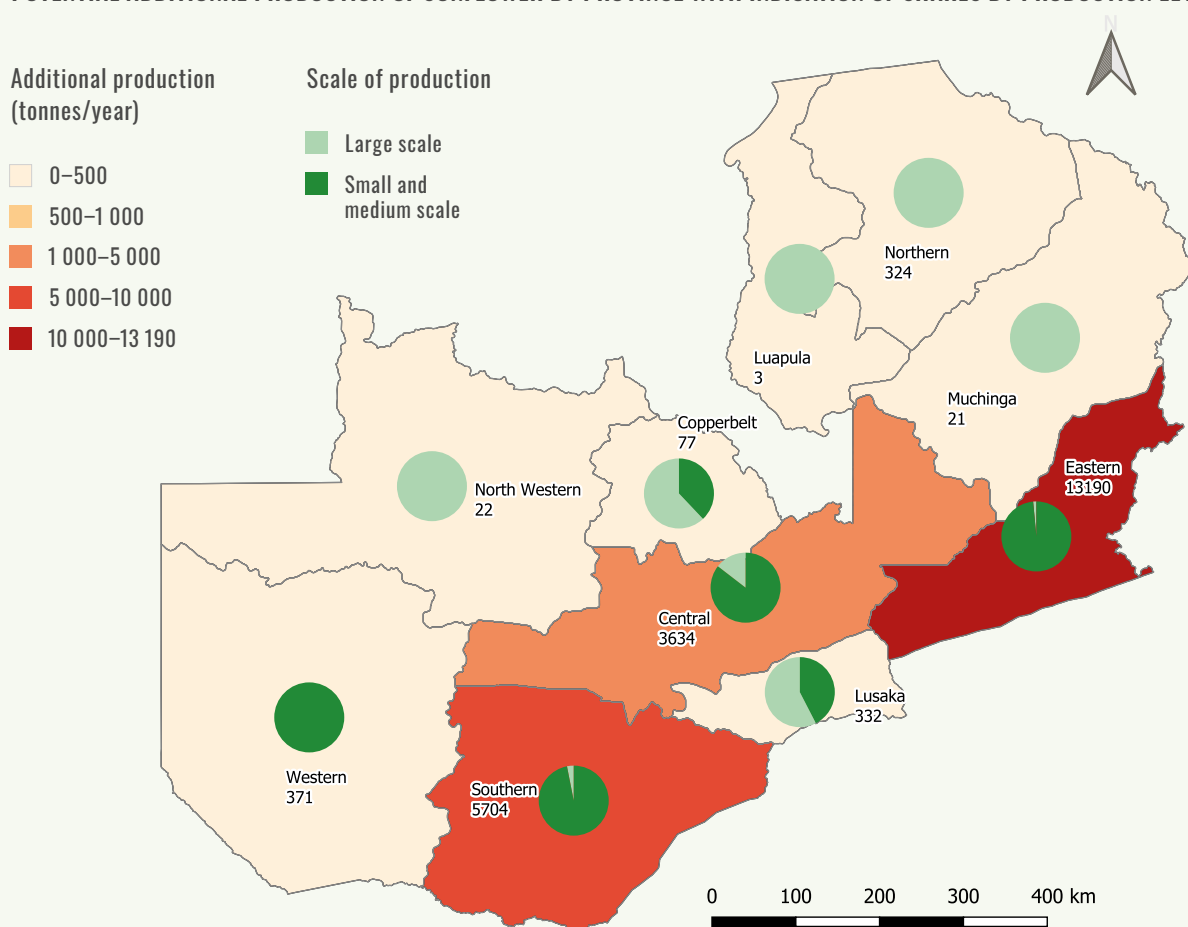 Additional production
(tonnes/year)
0–500
500–1 000
1 000–5 000
5 000–10 000
10 000–13 190
Scale of production
Large scale
Small and
medium scale
N
Northern
324
Luapula
3
Muchinga
21
Copperbelt
77
Eastern
13190
North Western
22
Central
3634
Lusaka
332
Western
371
Southern
5704
0 100 200 300 400 km